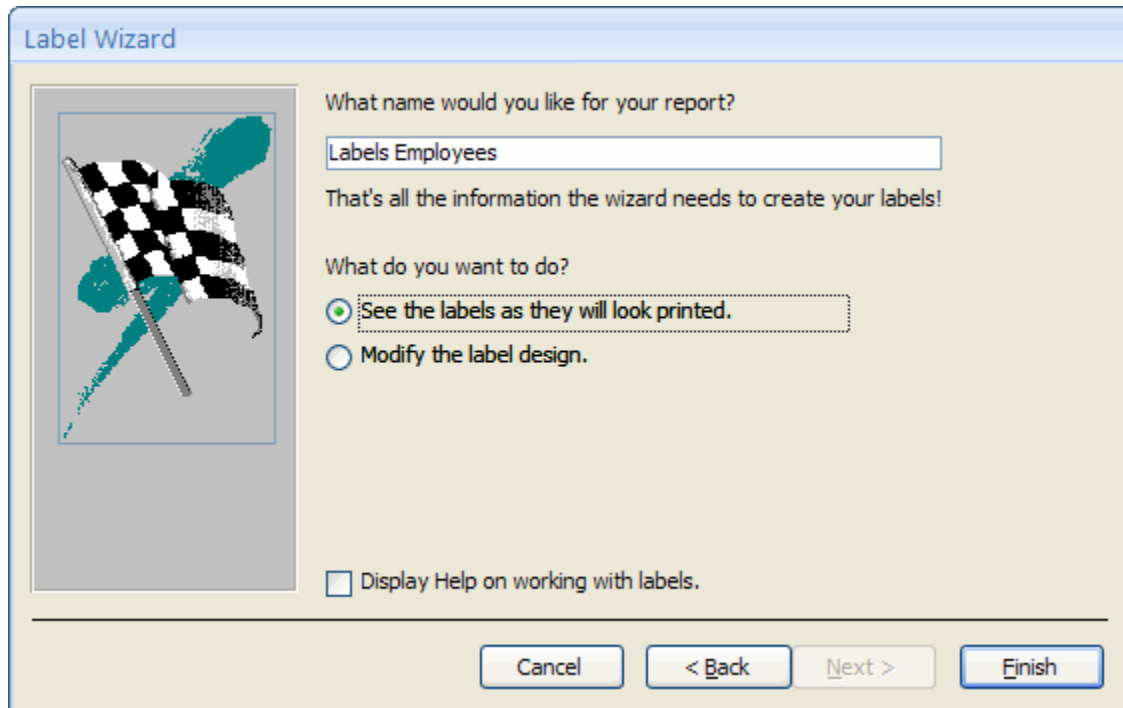 Label Wizard
What name would you like for your report?
Labels Employees
That's all the information the wizard needs to create your labels!
What do you want to do?
See the labels as they will look printed.
Modify the label design.
Display Help on working with labels.
Cancel
< Back
Next >
Finish